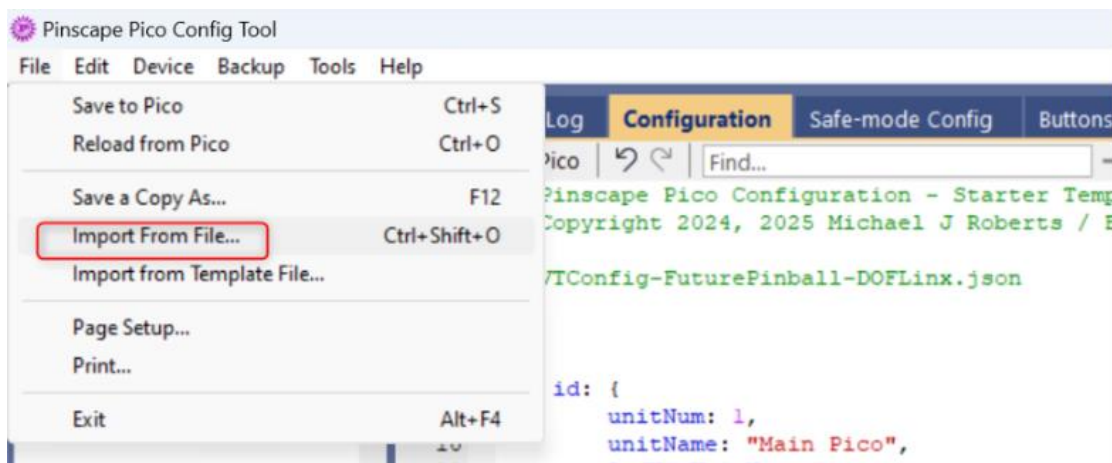 Pinscape Pico Config Tool
File Edit Device Backup Tools Help
Save to Pico Ctrl+S
Reload from Pico Ctrl+O
Save a Copy As... F12
Import From File... Ctrl+Shift+O
Import from Template File...
Page Setup...
Print...
Exit Alt+F4
Log Configuration Safe-mode Config Buttons
Pico Find...
Pinscape Pico Configuration - Starter Temp
Copyright 2024, 2025 Michael J Roberts /
VTConfig-FuturePinball-DOFLinx.json
id: {
unitNum: 1,
unitName: "Main Pico",